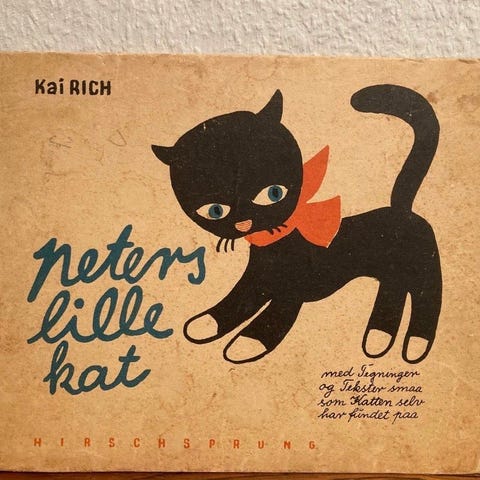 Kai RICH
peters
lille
kat
med Tegninger
og Tekster smaa
som Katten selv
har fundet paa
HIRSCHSPRUNG